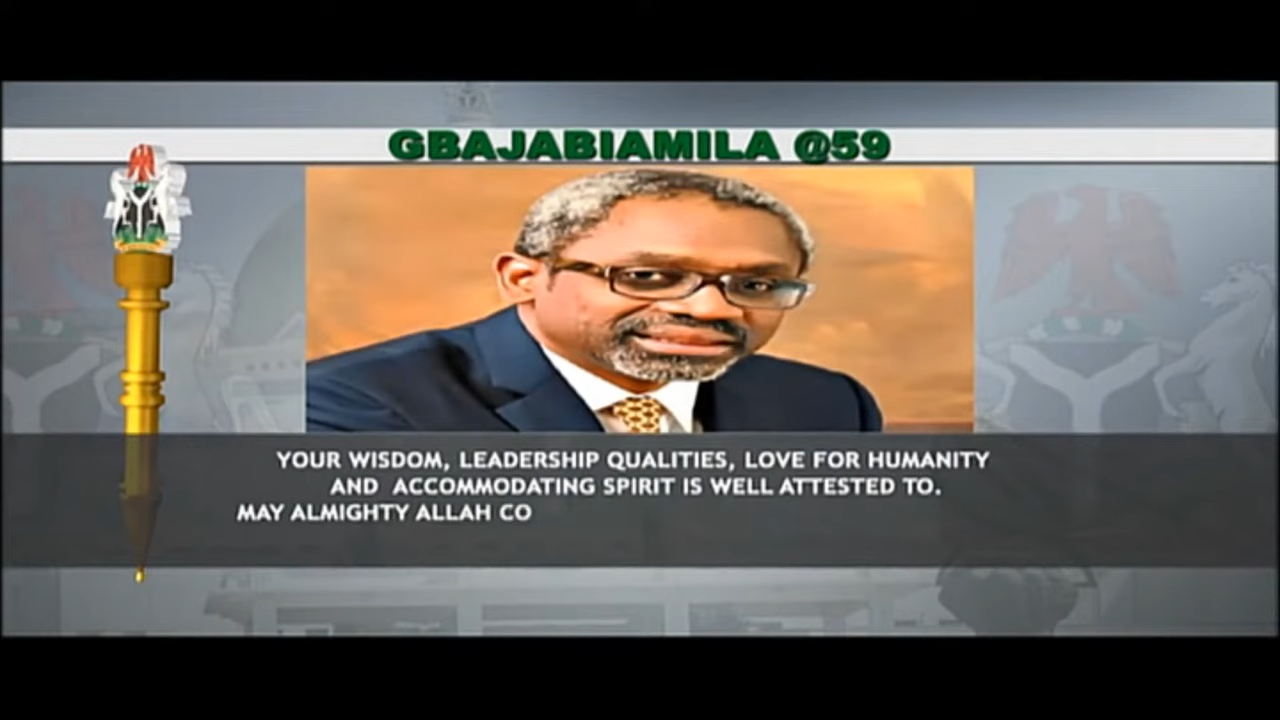 GBAJABIAMILA @59
YOUR WISDOM, LEADERSHIP QUALITIES, LOVE FOR HUMANITY
AND ACCOMMODATING SPIRIT IS WELL ATTESTED TO.
MAY ALMIGHTY ALLAH CO